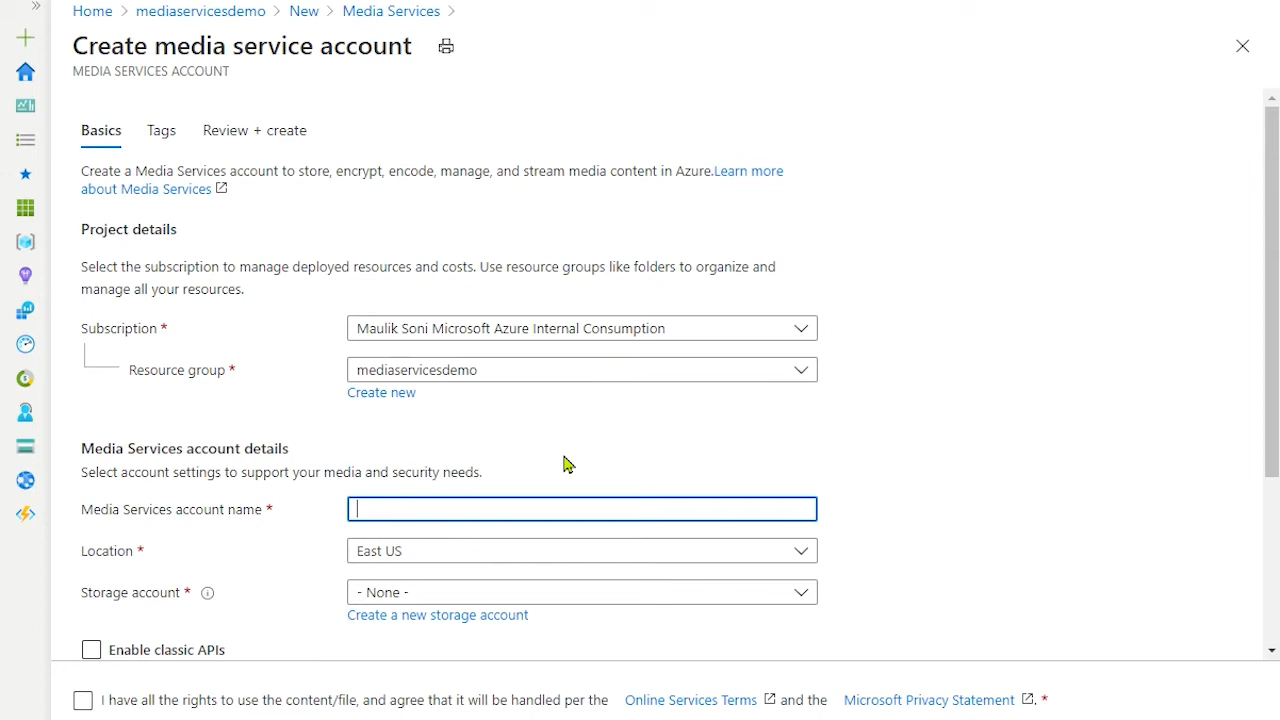 Home > mediaservicesdemo > New > Media Services >
Create media service account
MEDIA SERVICES ACCOUNT
Basics Tags Review + create
Create a Media Services account to store, encrypt, encode, manage, and stream media content in Azure.Learn more
about Media Services
Project details
Select the subscription to manage deployed resources and costs. Use resource groups like folders to organize and
manage all your resources.
Subscription * Maulik Soni Microsoft Azure Internal Consumption
Resource group * mediaservicesdemo
Create new
Media Services account details
Select account settings to support your media and security needs.
Media Services account name *
Location * East US
Storage account * - None -
Create a new storage account
Enable classic APIs
I have all the rights to use the content/file, and agree that it will be handled per the Online Services Terms and the Microsoft Privacy Statement . *